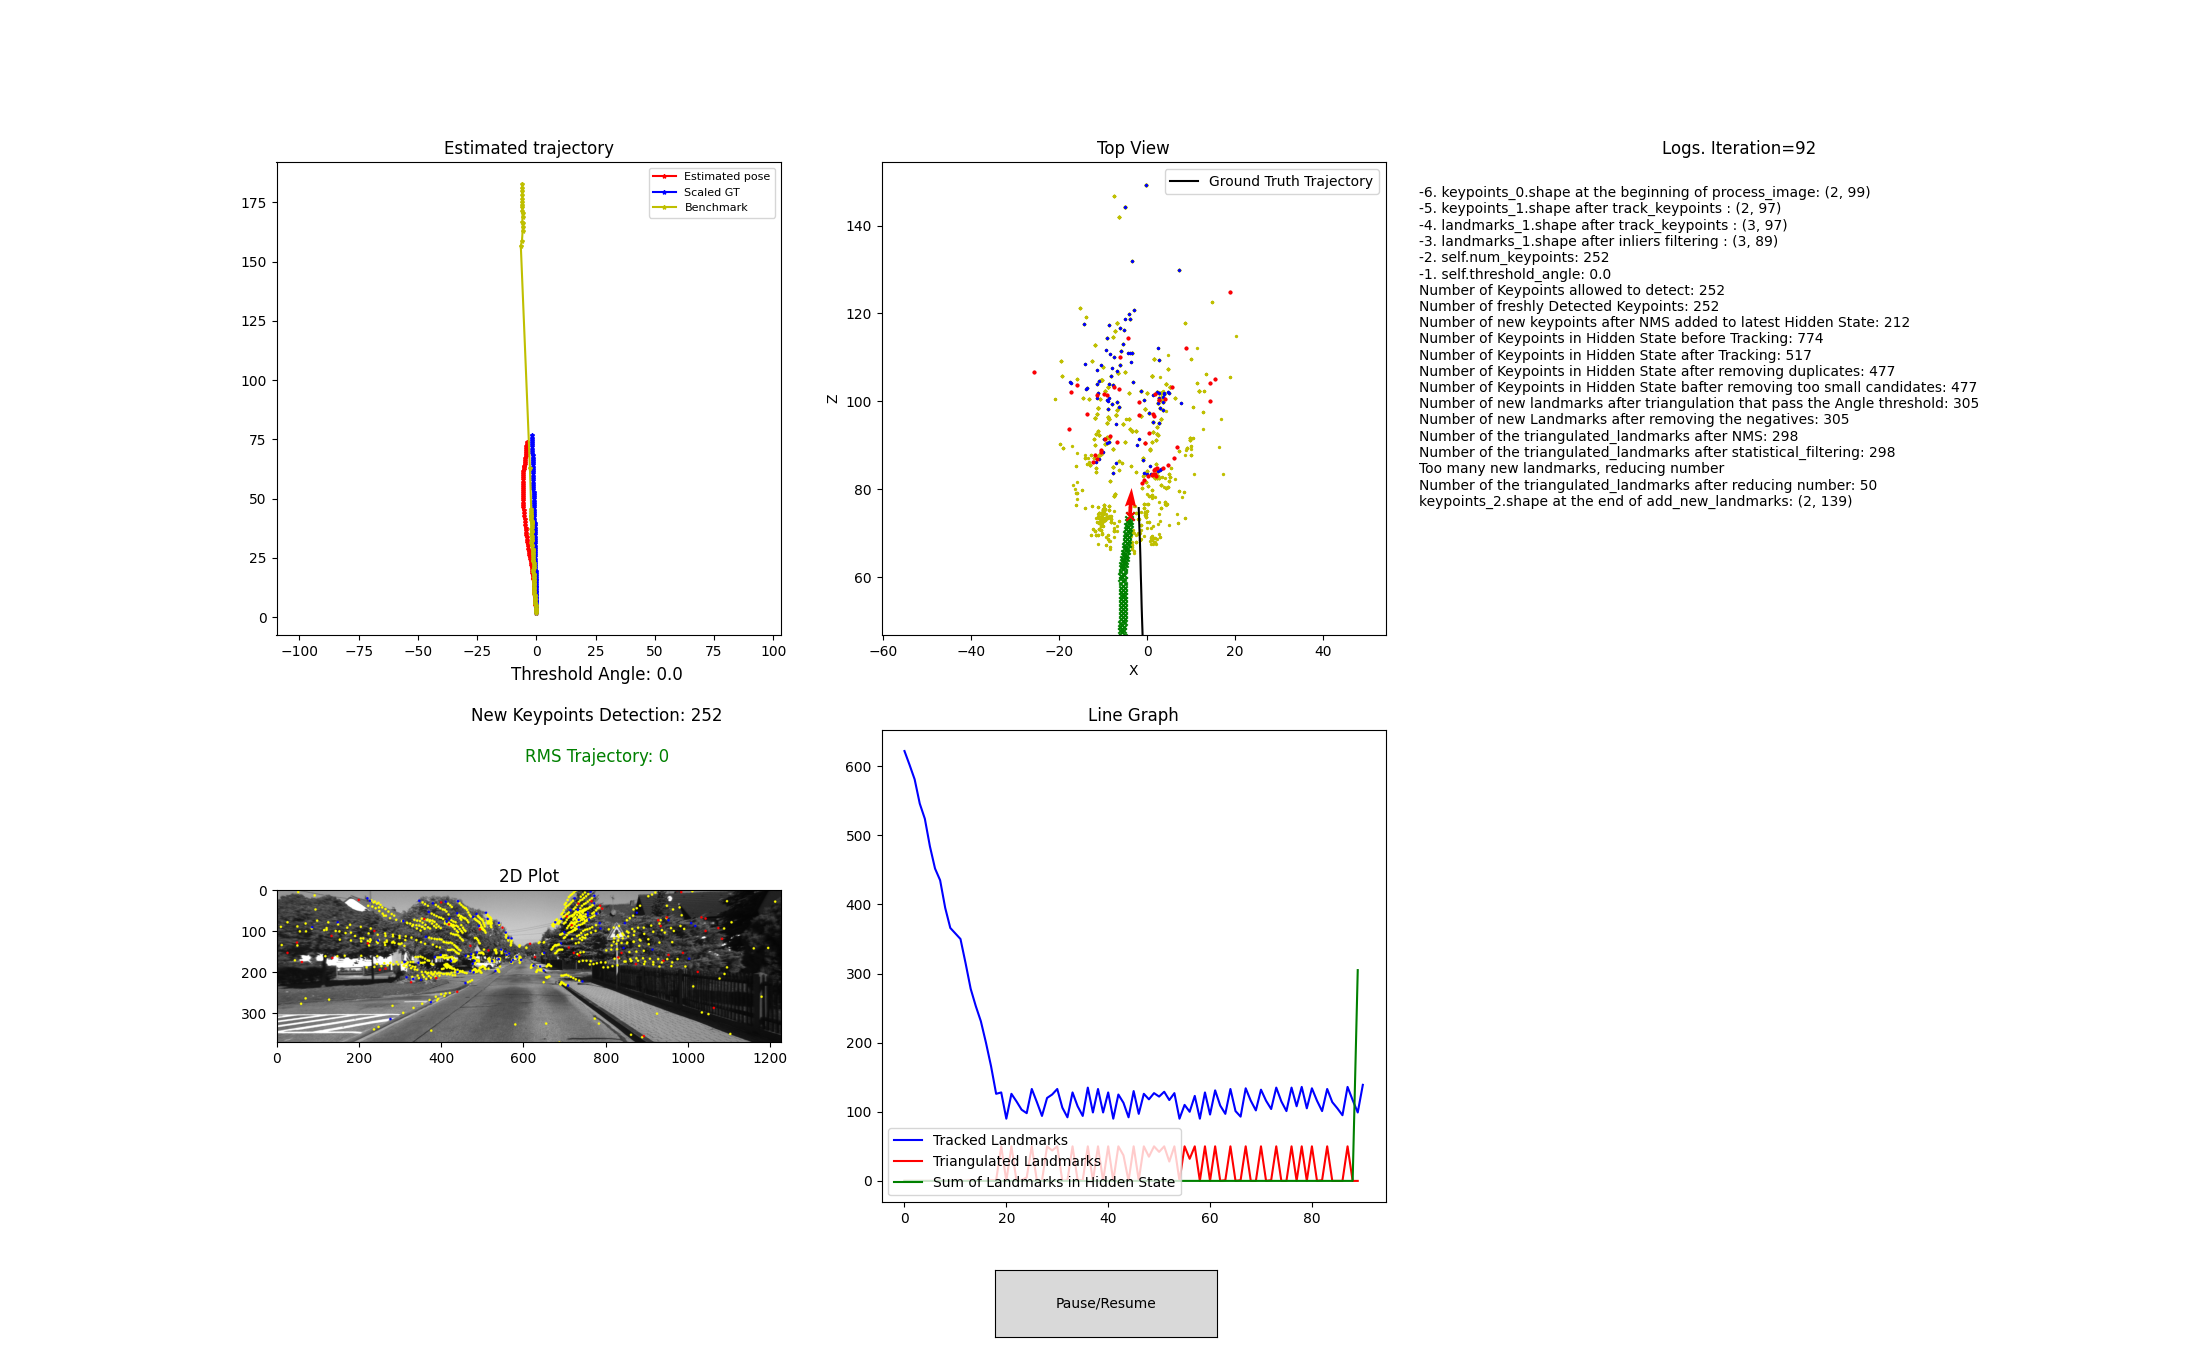 Estimated trajectory
175
150
125
100
75
50
25
0
Estimated pose
Scaled GT
Benchmark
−100
−75
−50
−25
0
25
50
75
100
Threshold Angle: 0.0
New Keypoints Detection: 252
RMS Trajectory: 0
Top View
Ground Truth Trajectory
Z
140
120
100
80
60
−60
−40
−20
0
20
40
X
Logs. Iteration=92
-6. keypoints_0.shape at the beginning of process_image: (2, 99)
-5. keypoints_1.shape after track_keypoints : (2, 97)
-4. landmarks_1.shape after track_keypoints : (3, 97)
-3. landmarks_1.shape after inliers filtering : (3, 89)
-2. self.num_keypoints: 252
-1. self.threshold_angle: 0.0
Number of Keypoints allowed to detect: 252
Number of freshly Detected Keypoints: 252
Number of new keypoints after NMS added to latest Hidden State: 212
Number of Keypoints in Hidden State before Tracking: 774
Number of Keypoints in Hidden State after Tracking: 517
Number of Keypoints in Hidden State after removing duplicates: 477
Number of Keypoints in Hidden State bafter removing too small candidates: 477
Number of new landmarks after triangulation that pass the Angle threshold: 305
Number of new Landmarks after removing the negatives: 305
Number of the triangulated_landmarks after NMS: 298
Number of the triangulated_landmarks after statistical_filtering: 298
Too many new landmarks, reducing number
Number of the triangulated_landmarks after reducing number: 50
keypoints_2.shape at the end of add_new_landmarks: (2, 139)
2D Plot
0
100
200
300
0
200
400
600
800
1000
1200
Line Graph
600
500
400
300
200
100
0
Tracked Landmarks
Triangulated Landmarks
Sum of Landmarks in Hidden State
0
20
40
60
80
Pause/Resume